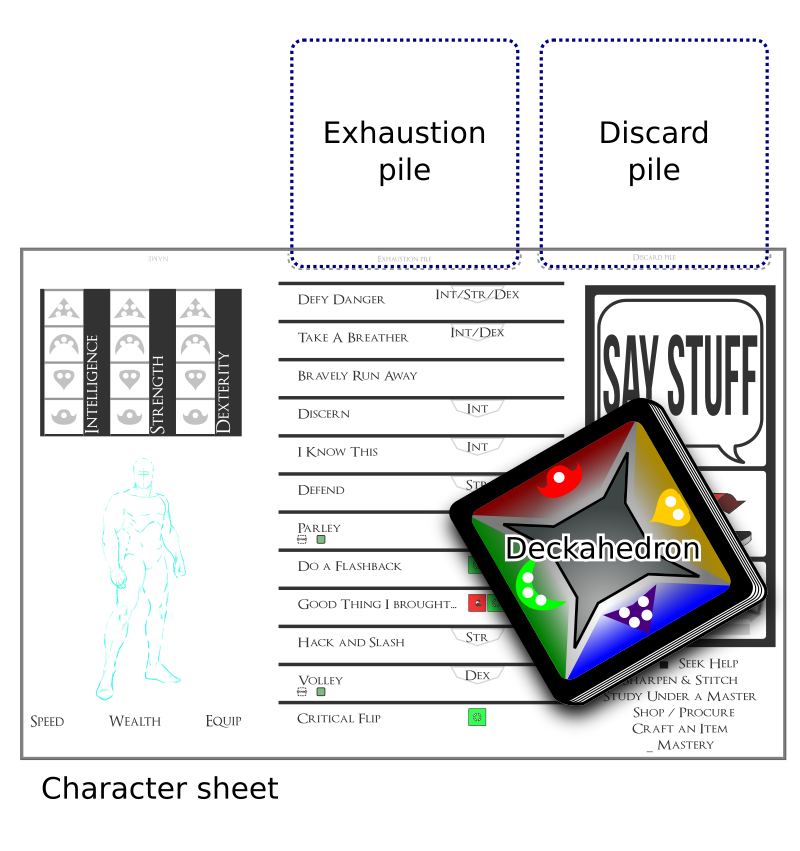 Exhaustion
pile
Discard
pile
NAME
Exhaustion pile
Discard pile
Intelligence
Strength
Dexterity
Defy Danger
Int/Str/Dex
Take A Breather
Int/Dex
Bravely Run Away
Discern
Int
I Know This
Int
Defend
Str
Parley
Do a Flashback
Good Thing I brought...
Hack and Slash
Str
Volley
Dex
Critical Flip
SAY STUFF
Deckahedron
Seek Help
Sharpen & Stitch
Study Under a Master
Shop / Procure
Craft an Item
_ Mastery
Speed
Wealth
Equip
Character sheet